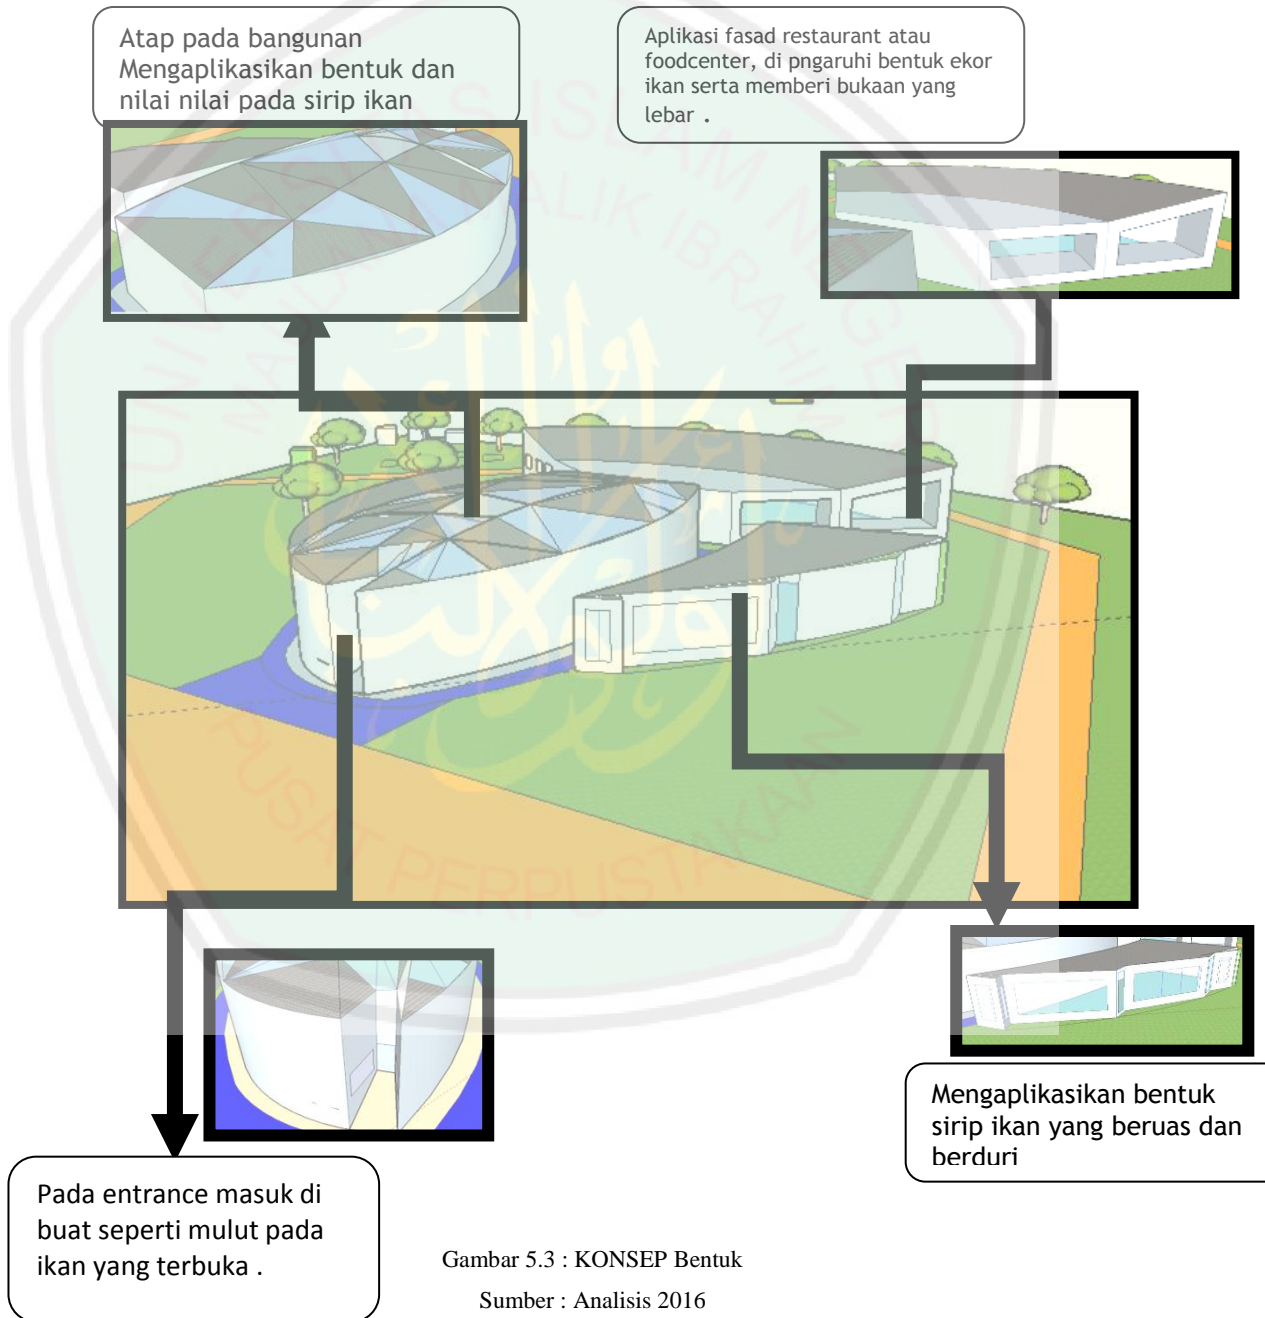 Atap pada bangunan
Mengaplikasikan bentuk dan
nilai nilai pada sirip ikan
Aplikasi fasad restaurant atau
foodcenter, di pngaruhi bentuk ekor
ikan serta memberi bukaan yang
lebar .
Mengaplikasikan bentuk
sirip ikan yang beruas dan
berduri
Pada entrance masuk di
buat seperti mulut pada
ikan yang terbuka .
Gambar 5.3 : KONSEP Bentuk
Sumber : Analisis 2016
PUSAT PERPUSTAKAAN